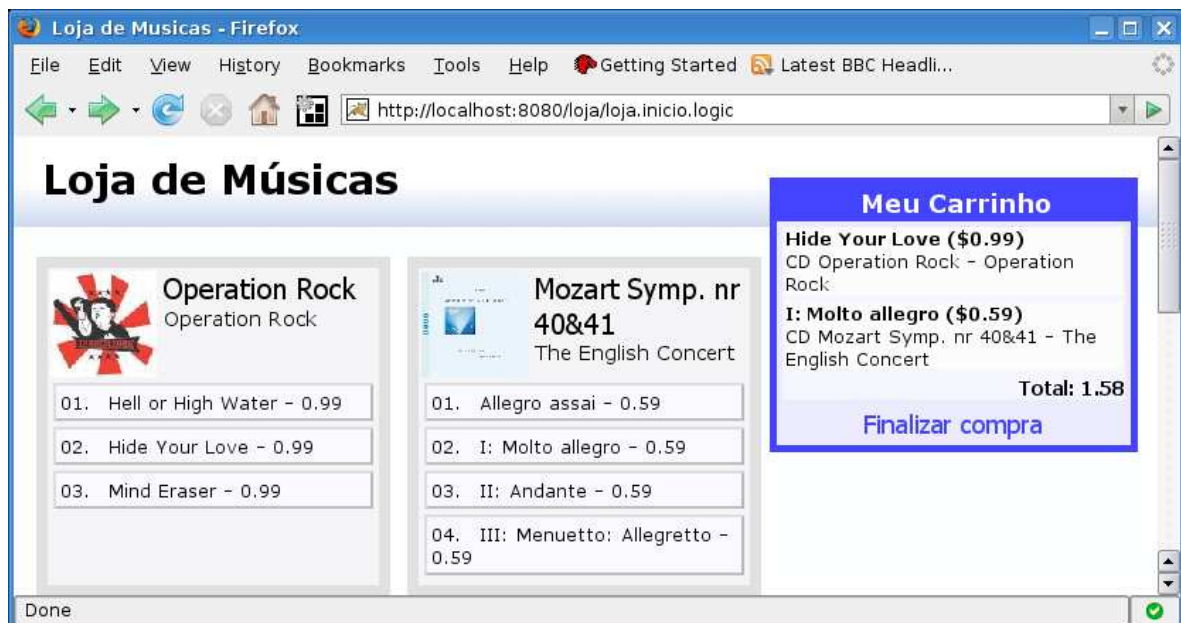 Loja de Musicas - Firefox
File Edit View History Bookmarks Tools Help Getting Started Latest BBC Headli...
http://localhost:8080/loja/loja.inicio.logic
Loja de Músicas
Operation Rock
Operation Rock
01. Hell or High Water - 0.99
02. Hide Your Love - 0.99
03. Mind Eraser - 0.99
Mozart Symp. nr
40&41
The English Concert
01. Allegro assai - 0.59
02. I: Molto allegro - 0.59
03. II: Andante - 0.59
04. III: Menuetto: Allegretto -
0.59
Meu Carrinho
Hide Your Love ($0.99)
CD Operation Rock - Operation
Rock
I: Molto allegro ($0.59)
CD Mozart Symp. nr 40&41 - The
English Concert
Total: 1.58
Finalizar compra
Done